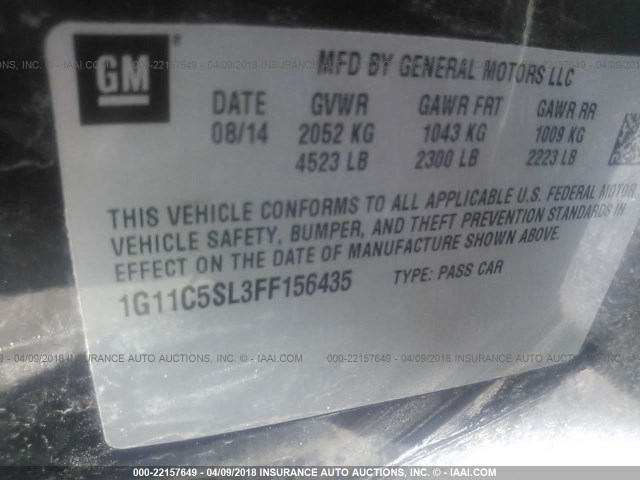 GM ®
MFD BY GENERAL MOTORS LLC
DATE GVWR GAWR FRT GAWR RR
08/14 2052 KG 1043 KG 1009 KG
4523 LB 2300 LB 2223 LB
THIS VEHICLE CONFORMS TO ALL APPLICABLE U.S. FEDERAL MOTOR
VEHICLE SAFETY, BUMPER, AND THEFT PREVENTION STANDARDS IN
EFFECT ON THE DATE OF MANUFACTURE SHOWN ABOVE.
1G11C5SL3FF156435 TYPE: PASS CAR
000-22157649 - 04/09/2018 INSURANCE AUTO AUCTIONS, INC. - © - IAAI.COM